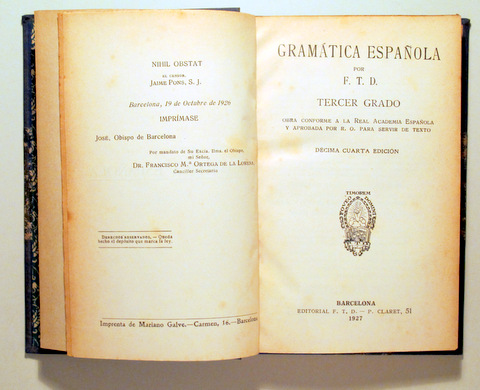 NIHIL OBSTAT
EL CENSOR,
JAIME PONS, S. J.
Barcelona, 19 de Octubre de 1926
IMPRÍMASE
JOSÉ, Obispo de Barcelona
Por mandato de Su Excia. Ilma. el Obispo,
mi Señor,
DR. FRANCISCO M.ª ORTEGA DE LA LORENA
Canciller Secretario
DERECHOS RESERVADOS. — Queda
hecho el depósito que marca la ley.
Imprenta de Mariano Galve.—Carmen, 16.—Barcelona
GRAMÁTICA ESPAÑOLA
POR
F. T. D.
TERCER GRADO
OBRA CONFORME A LA REAL ACADEMIA ESPAÑOLA
Y APROBADA POR R. O. PARA SERVIR DE TEXTO
DÉCIMA CUARTA EDICIÓN
TIMOREM
BARCELONA
EDITORIAL F. T. D. — P. CLARET, 31
1927